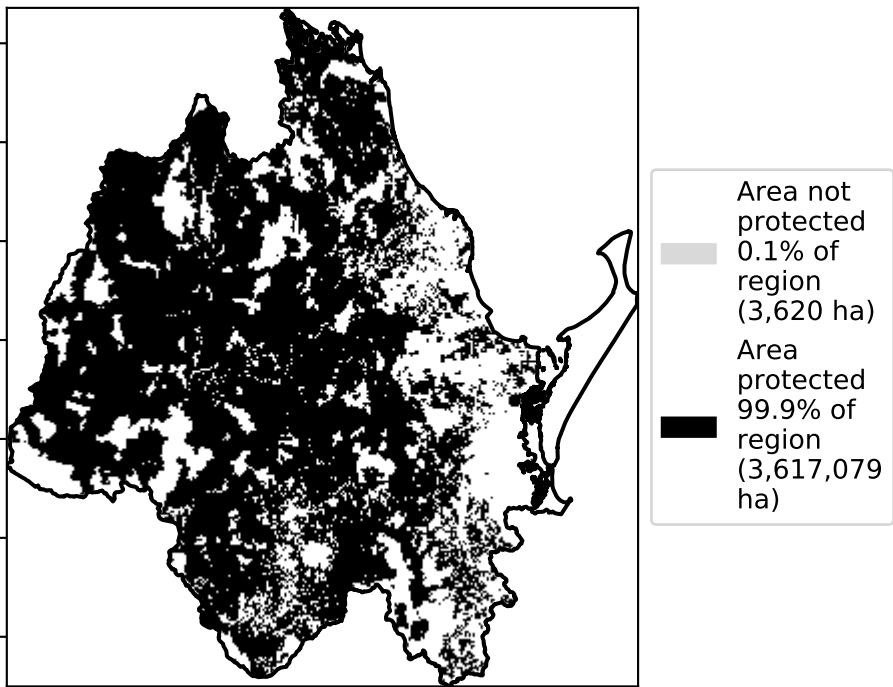 Area not
protected
0.1% of
region
(3,620 ha)
Area
protected
99.9% of
region
(3,617,079
ha)